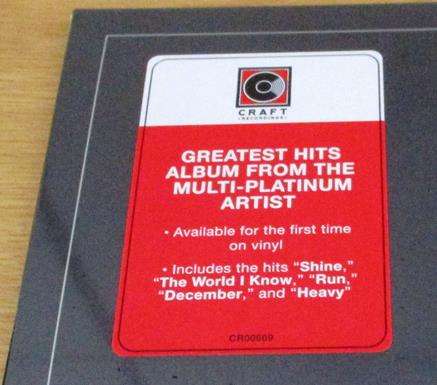 CRAFT
RECORDINGS
GREATEST HITS
ALBUM FROM THE
MULTI-PLATINUM
ARTIST
• Available for the first time
on vinyl
• Includes the hits “Shine,”
“The World I Know,” “Run,”
“December,” and “Heavy”
CR00609